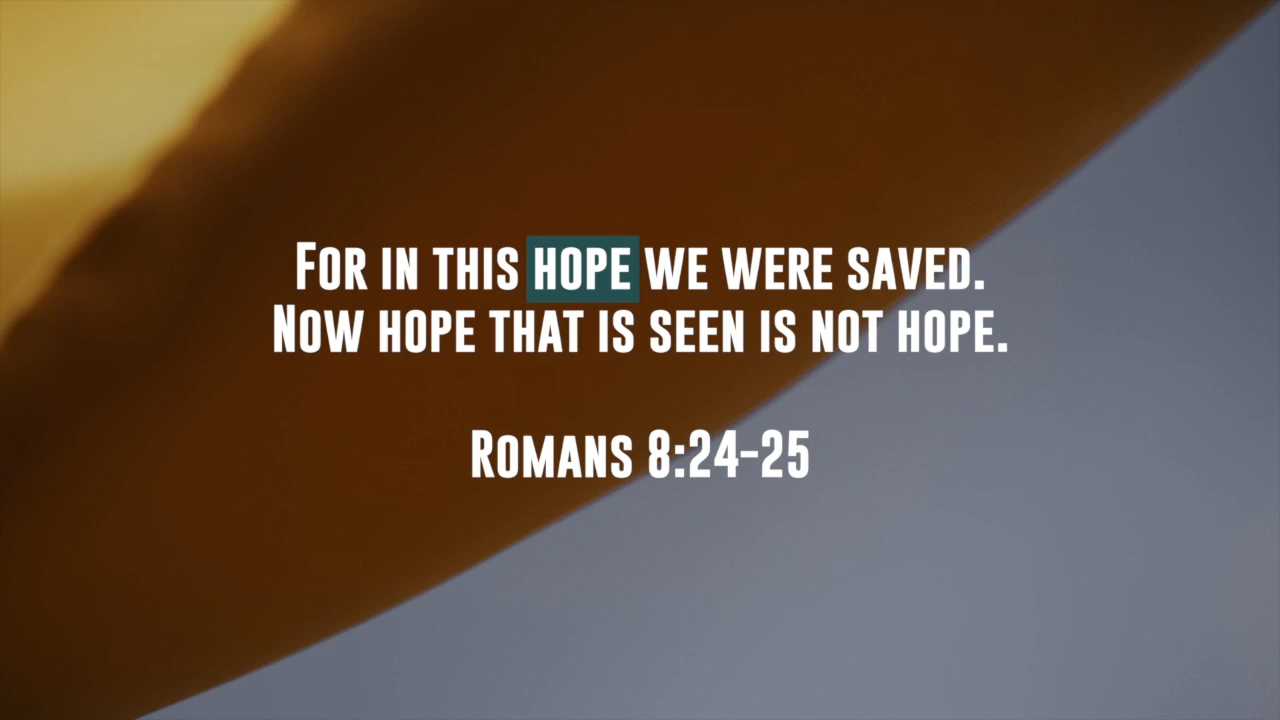 For in this hope we were saved.
Now hope that is seen is not hope.
Romans 8:24-25